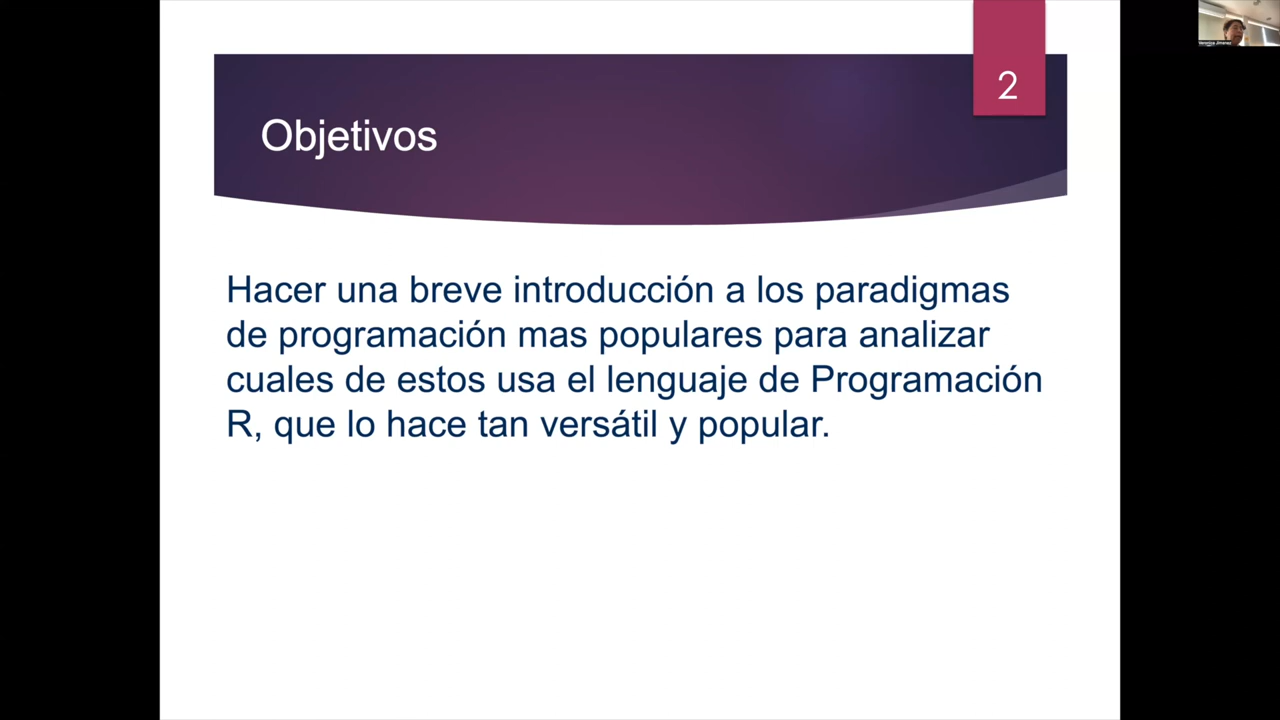 2
Objetivos
Hacer una breve introducción a los paradigmas
de programación mas populares para analizar
cuales de estos usa el lenguaje de Programación
R, que lo hace tan versátil y popular.